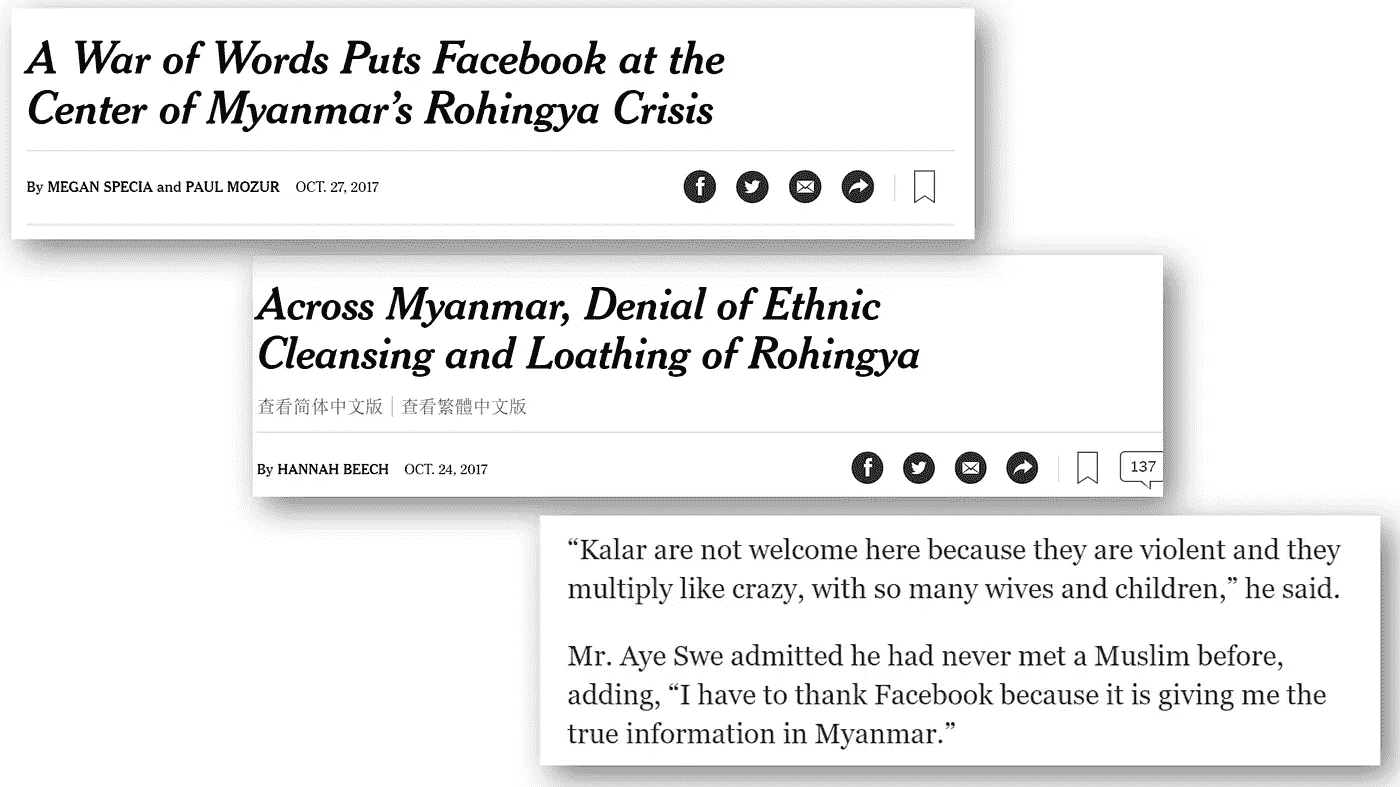 A War of Words Puts Facebook at the
Center of Myanmar’s Rohingya Crisis
By MEGAN SPECIA and PAUL MOZUR OCT. 27, 2017
Across Myanmar, Denial of Ethnic
Cleansing and Loathing of Rohingya
查看简体中文版 | 查看繁體中文版
By HANNAH BEECH OCT. 24, 2017
137
“Kalar are not welcome here because they are violent and they
multiply like crazy, with so many wives and children,” he said.
Mr. Aye Swe admitted he had never met a Muslim before,
adding, “I have to thank Facebook because it is giving me the
true information in Myanmar.”